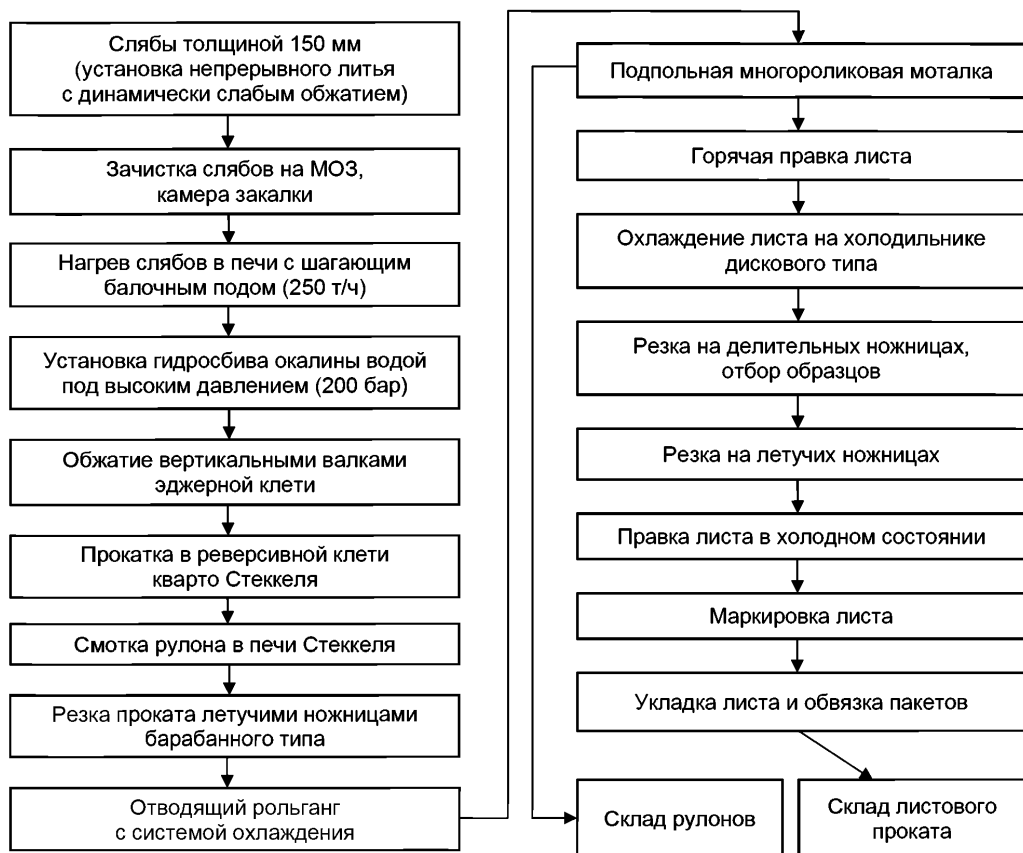 Слябы толщиной 150 мм
(установка непрерывного литья
с динамически слабым обжатием)
Зачистка слябов на МОЗ,
камера закалки
Нагрев слябов в печи с шагающим
балочным подом (250 т/ч)
Установка гидросбива окалины водой
под высоким давлением (200 бар)
Обжатие вертикальными валками
эджерной клети
Прокатка в реверсивной клети
кварто Стеккеля
Смотка рулона в печи Стеккеля
Резка проката летучими ножницами
барабанного типа
Отводящий рольганг
с системой охлаждения
Подпольная многороликовая моталка
Горячая правка листа
Охлаждение листа на холодильнике
дискового типа
Резка на делительных ножницах,
отбор образцов
Резка на летучих ножницах
Правка листа в холодном состоянии
Маркировка листа
Укладка листа и обвязка пакетов
Склад рулонов
Склад листового
проката